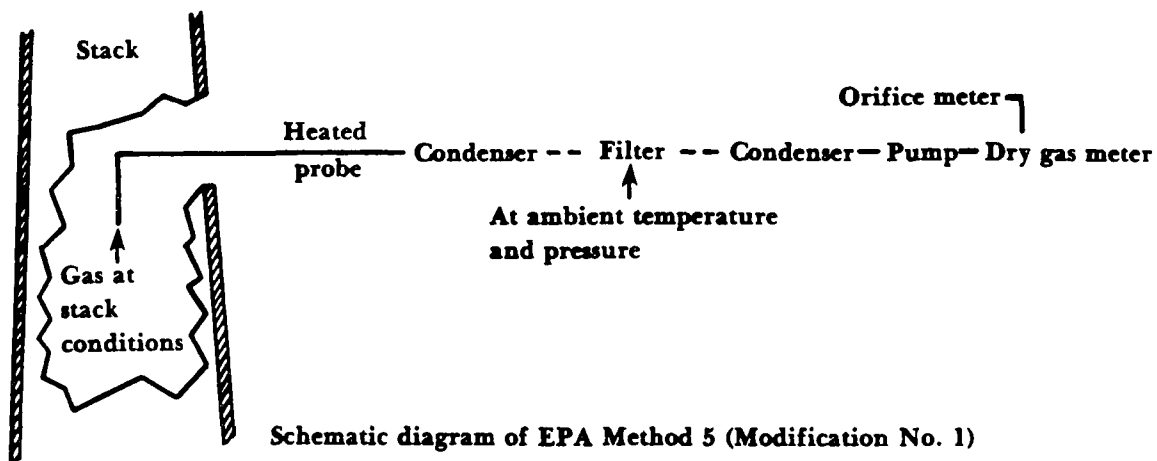 Stack
Orifice meter
Heated
probe
Condenser -- Filter -- Condenser – Pump – Dry gas meter
At ambient temperature
and pressure
Gas at
stack
conditions
Schematic diagram of EPA Method 5 (Modification No. 1)